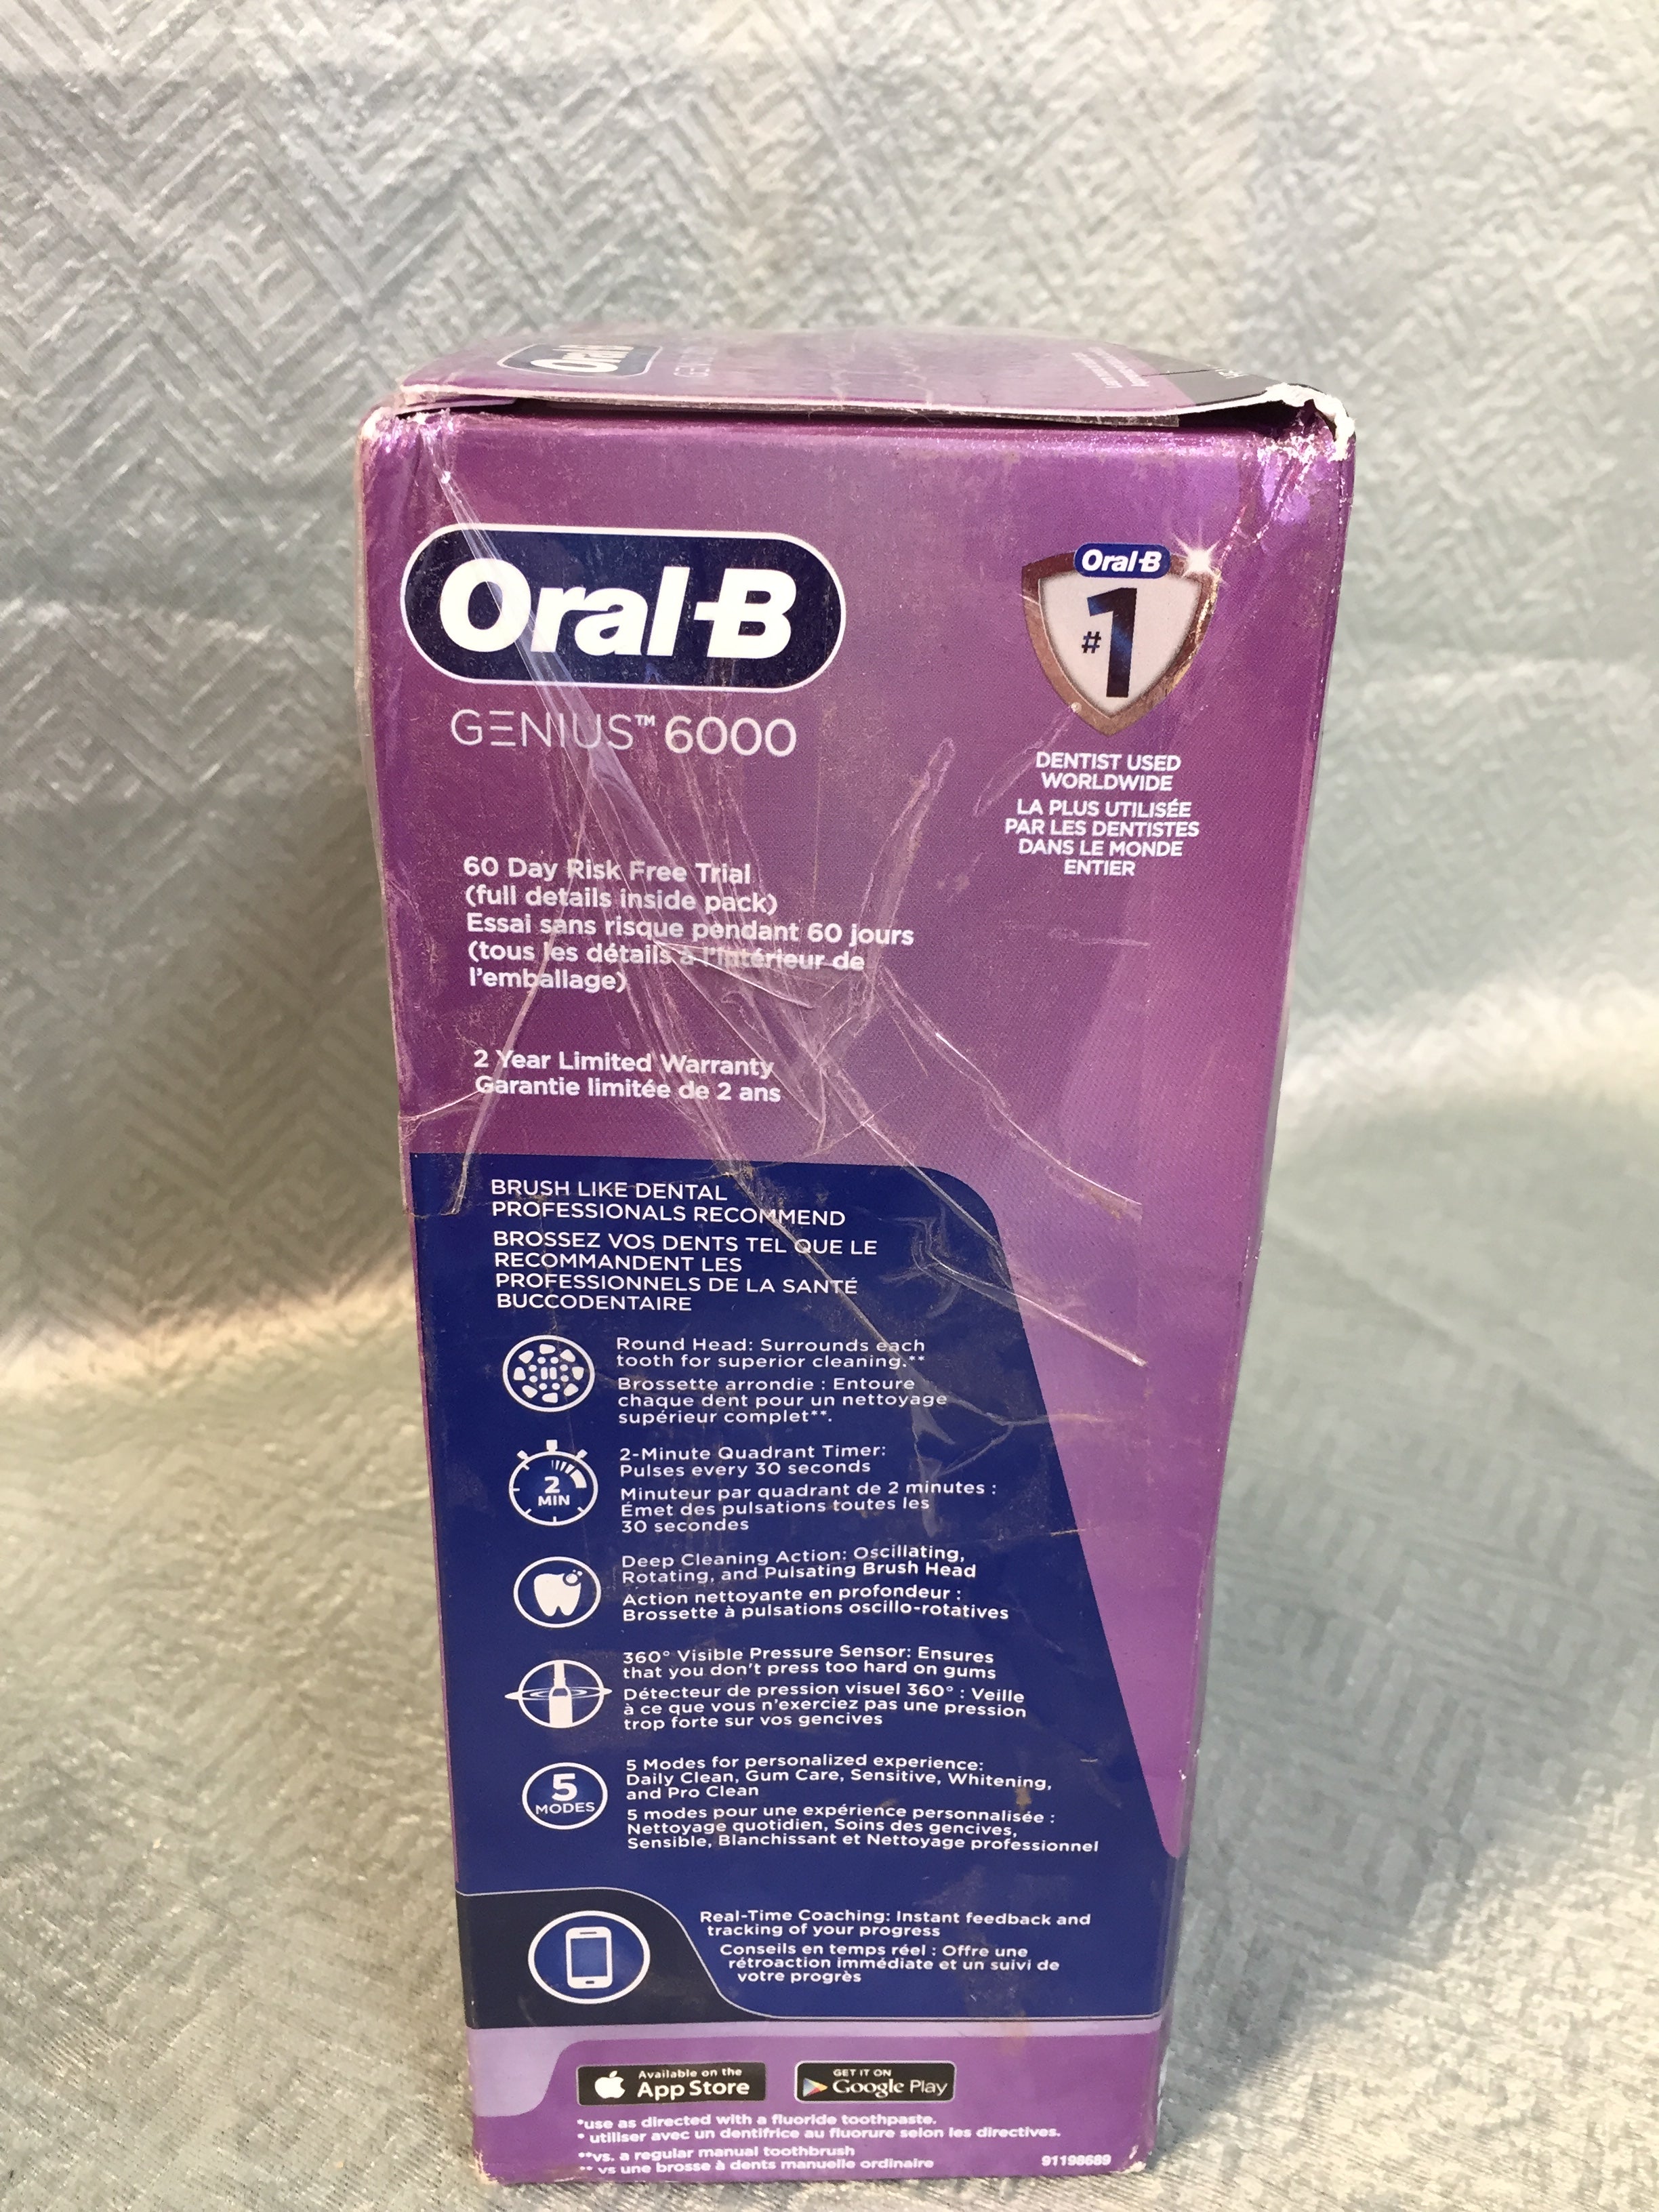 Oral-B
Oral-B
GENIUS™ 6000
Oral-B
#1
DENTIST USED
WORLDWIDE
LA PLUS UTILISÉE
PAR LES DENTISTES
DANS LE MONDE
ENTIER
60 Day Risk Free Trial
(full details inside pack)
Essai sans risque pendant 60 jours
(tous les détails à l'intérieur de
l'emballage)
2 Year Limited Warranty
Garantie limitée de 2 ans
BRUSH LIKE DENTAL
PROFESSIONALS RECOMMEND
BROSSEZ VOS DENTS TEL QUE LE
RECOMMANDENT LES
PROFESSIONNELS DE LA SANTÉ
BUCCODENTAIRE
Round Head: Surrounds each
tooth for superior cleaning.**
Brossette arrondie : Entoure
chaque dent pour un nettoyage
supérieur complet**.
2
MIN
2-Minute Quadrant Timer:
Pulses every 30 seconds
Minuteur par quadrant de 2 minutes :
Émet des pulsations toutes les
30 secondes
Deep Cleaning Action: Oscillating,
Rotating, and Pulsating Brush Head
Action nettoyante en profondeur :
Brossette à pulsations oscillo-rotatives
360° Visible Pressure Sensor: Ensures
that you don't press too hard on gums
Détecteur de pression visuel 360° : Veille
à ce que vous n'exerciez pas une pression
trop forte sur vos gencives
5
MODES
5 Modes for personalized experience:
Daily Clean, Gum Care, Sensitive, Whitening,
and Pro Clean
5 modes pour une expérience personnalisée :
Nettoyage quotidien, Soins des gencives,
Sensible, Blanchissant et Nettoyage professionnel
Real-Time Coaching: Instant feedback and
tracking of your progress
Conseils en temps réel : Offre une
rétroaction immédiate et un suivi de
votre progrès
Available on the
App Store
GET IT ON
Google Play
*use as directed with a fluoride toothpaste.
* utiliser avec un dentifrice au fluorure selon les directives.
**vs. a regular manual toothbrush
** vs une brosse à dents manuelle ordinaire
91198689